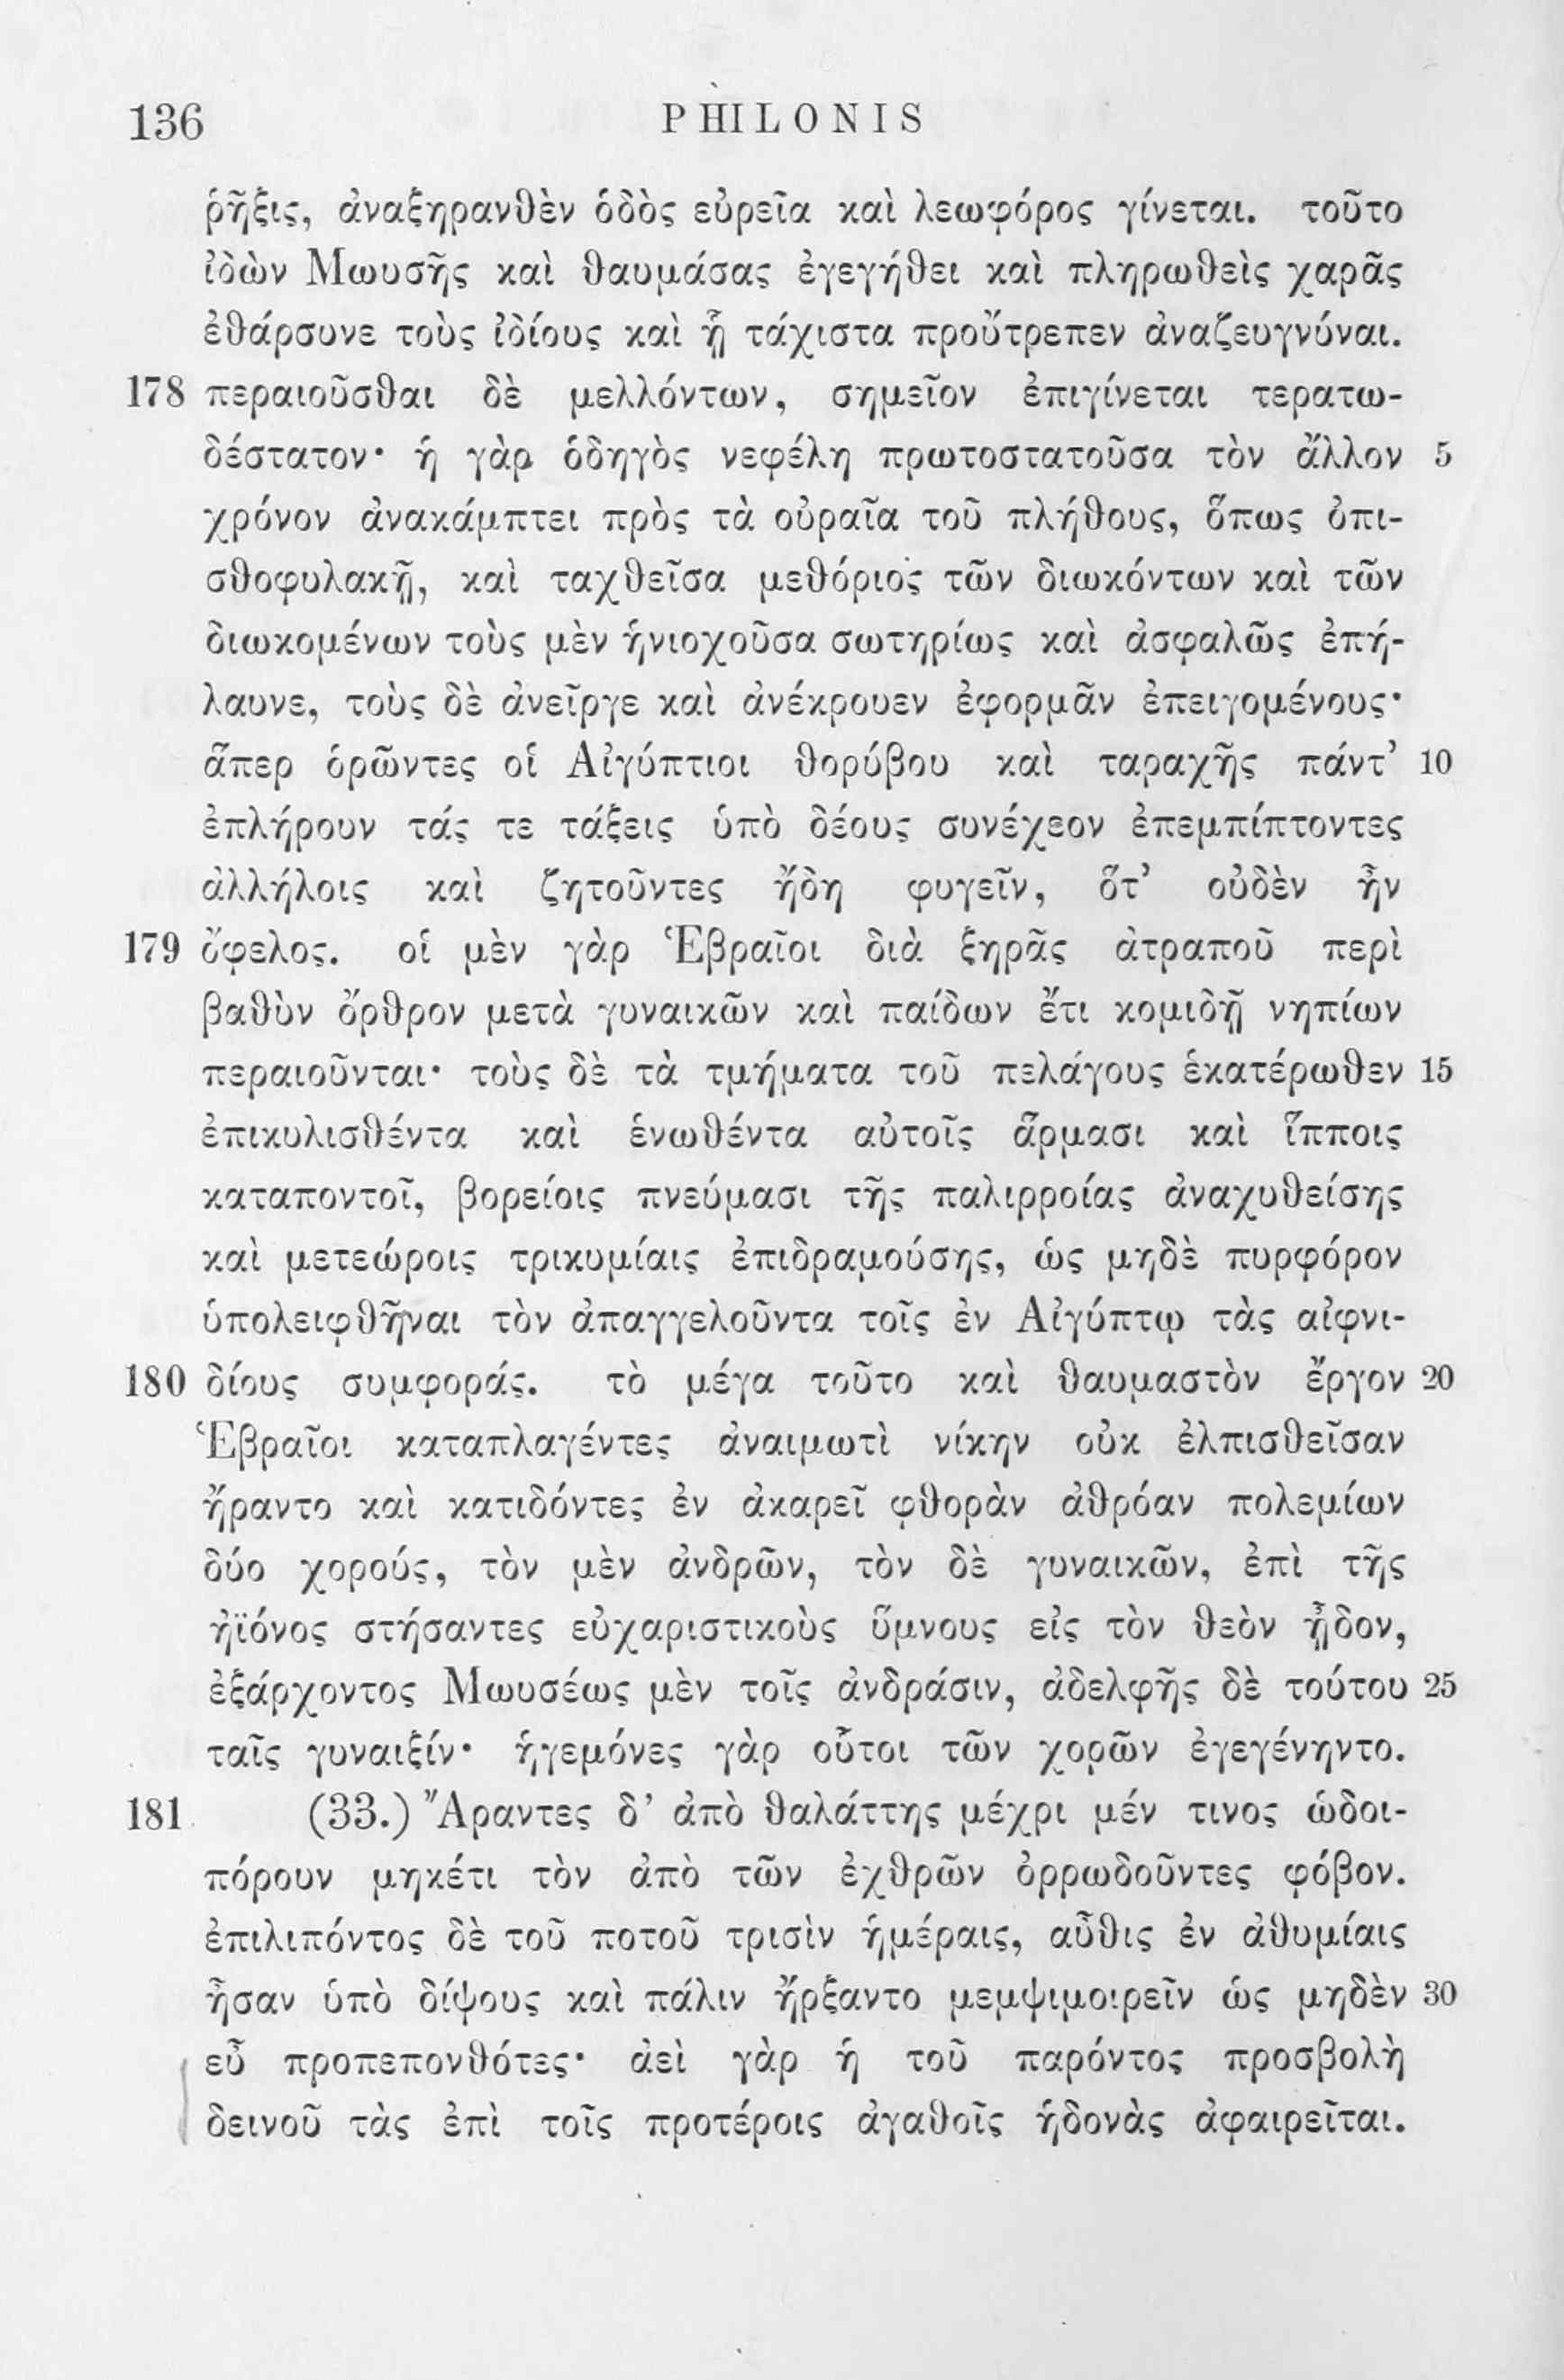 136 PHILONIS
ῥῆξις, ἀναξηρανθὲν ὁδὸς εὐρεῖα καὶ λεωφόρος γίνεται. τοῦτο
ἰδὼν Μωυσῆς καὶ θαυμάσας ἐγεγήθει καὶ πληρωθεὶς χαρᾶς
ἐθάρσυνε τοὺς ἰδίους καὶ ᾗ τάχιστα προὔτρεπεν ἀναζευγνύναι.
178 περαιοῦσθαι δὲ μελλόντων, σημεῖον ἐπιγίνεται τερατω-
δέστατον· ἡ γὰρ ὁδηγὸς νεφέλη πρωτοστατοῦσα τὸν ἄλλον 5
χρόνον ἀνακάμπτει πρὸς τὰ οὐραῖα τοῦ πλήθους, ὅπως ὀπι-
σθοφυλακῇ, καὶ ταχθεῖσα μεθόριος τῶν διωκόντων καὶ τῶν
διωκομένων τοὺς μὲν ἡνιοχοῦσα σωτηρίως καὶ ἀσφαλῶς ἐπή-
λαυνε, τοὺς δὲ ἀνεῖργε καὶ ἀνέκρουεν ἐφορμᾶν ἐπειγομένους·
ἅπερ ὁρῶντες οἱ Αἰγύπτιοι θορύβου καὶ ταραχῆς πάντ’ 10
ἐπλήρουν τάς τε τάξεις ὑπὸ δέους συνέχεον ἐπεμπίπτοντες
ἀλλήλοις καὶ ζητοῦντες ἤδη φυγεῖν, ὅτ’ οὐδὲν ἦν
179 ὄφελος. οἱ μὲν γὰρ Ἑβραῖοι διὰ ξηρᾶς ἀτραποῦ περὶ
βαθὺν ὄρθρον μετὰ γυναικῶν καὶ παίδων ἔτι κομιδῇ νηπίων
περαιοῦνται· τοὺς δὲ τὰ τμήματα τοῦ πελάγους ἑκατέρωθεν 15
ἐπικυλισθέντα καὶ ἑνωθέντα αὐτοῖς ἅρμασι καὶ ἵπποις
καταποντοῖ, βορείοις πνεύμασι τῆς παλιρροίας ἀναχυθείσης
καὶ μετεώροις τρικυμίαις ἐπιδραμούσης, ὡς μηδὲ πυρφόρον
ὑπολειφθῆναι τὸν ἀπαγγελοῦντα τοῖς ἐν Αἰγύπτῳ τὰς αἰφνι-
180 δίους συμφοράς. τὸ μέγα τοῦτο καὶ θαυμαστὸν ἔργον 20
Ἑβραῖοι καταπλαγέντες ἀναιμωτὶ νίκην οὐκ ἐλπισθεῖσαν
ἤραντο καὶ κατιδόντες ἐν ἀκαρεῖ φθορὰν ἀθρόαν πολεμίων
δύο χορούς, τὸν μὲν ἀνδρῶν, τὸν δὲ γυναικῶν, ἐπὶ τῆς
ἠϊόνος στήσαντες εὐχαριστικοὺς ὕμνους εἰς τὸν θεὸν ᾖδον,
ἐξάρχοντος Μωυσέως μὲν τοῖς ἀνδράσιν, ἀδελφῆς δὲ τούτου 25
ταῖς γυναιξίν· ἡγεμόνες γὰρ οὗτοι τῶν χορῶν ἐγεγένηντο.
181 (33.) Ἄραντες δ’ ἀπὸ θαλάττης μέχρι μέν τινος ὡδοι-
πόρουν μηκέτι τὸν ἀπὸ τῶν ἐχθρῶν ὀρρωδοῦντες φόβον.
ἐπιλιπόντος δὲ τοῦ ποτοῦ τρισὶν ἡμέραις, αὖθις ἐν ἀθυμίαις
ἦσαν ὑπὸ δίψους καὶ πάλιν ἤρξαντο μεμψιμοιρεῖν ὡς μηδὲν 30
εὖ προπεπονθότες· ἀεὶ γὰρ ἡ τοῦ παρόντος προσβολὴ
δεινοῦ τὰς ἐπὶ τοῖς προτέροις ἀγαθοῖς ἡδονὰς ἀφαιρεῖται.